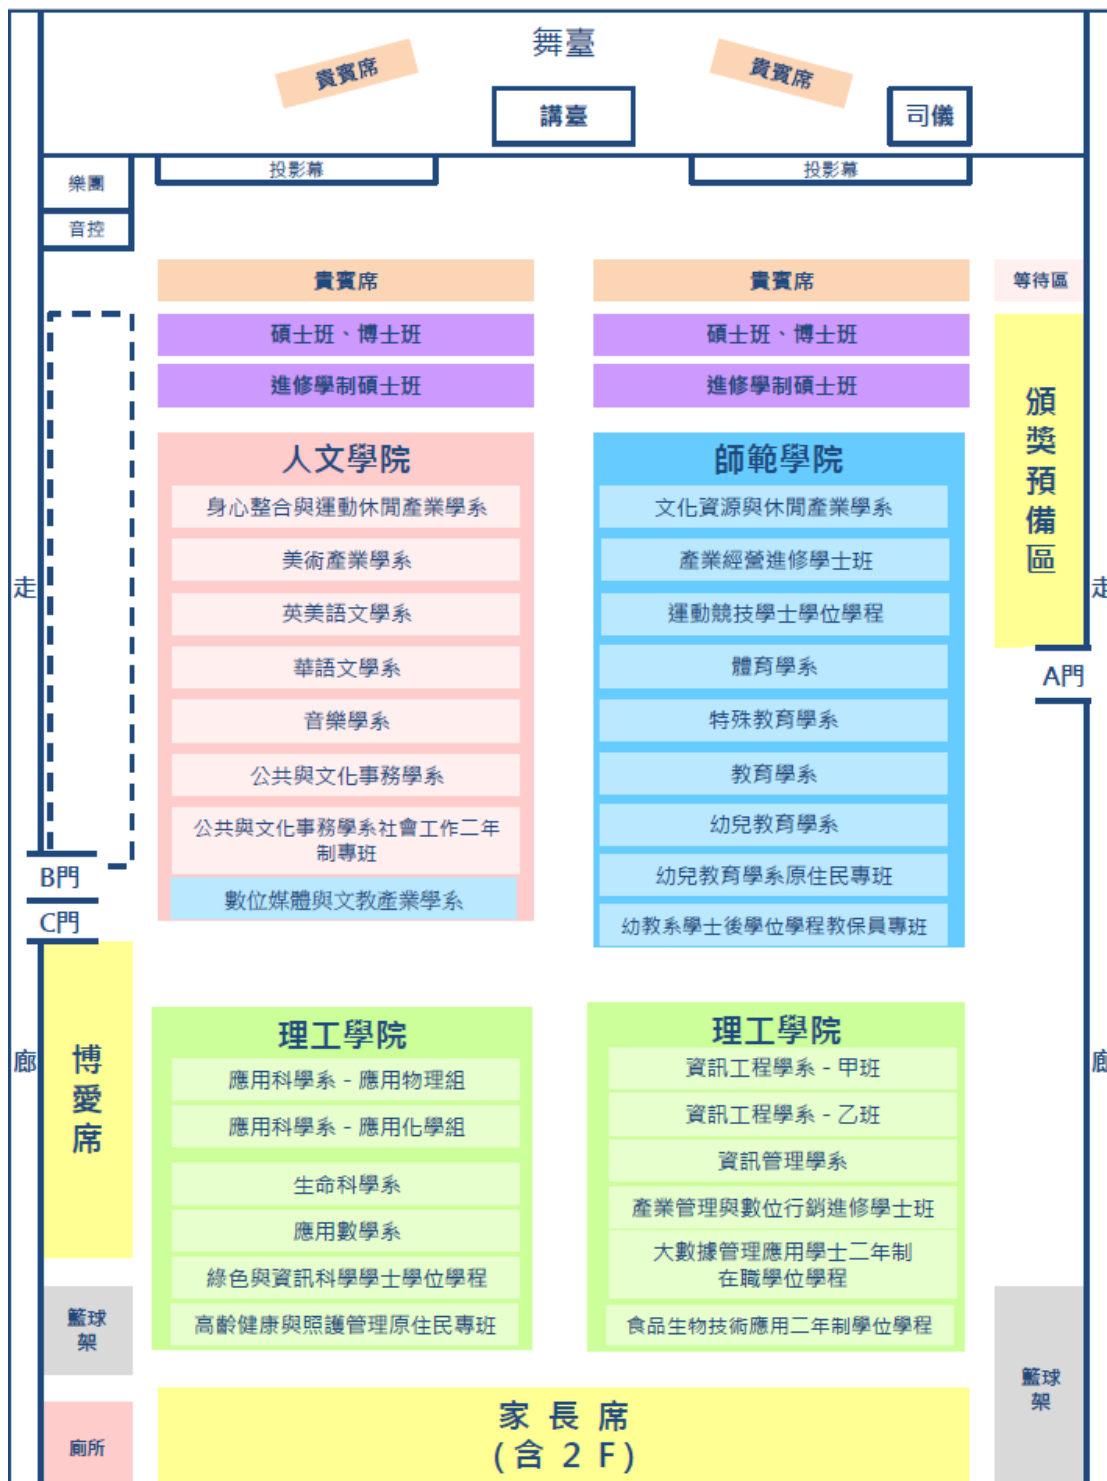 舞臺
貴賓席
貴賓席
講臺
司儀
投影幕
投影幕
樂團
音控
貴賓席
貴賓席
等待區
碩士班、博士班
碩士班、博士班
進修學制碩士班
進修學制碩士班
頒獎預備區
人文學院
身心整合與運動休閒產業學系
美術產業學系
英美語文學系
華語文學系
音樂學系
公共與文化事務學系
公共與文化事務學系社會工作二年
制專班
數位媒體與文教產業學系
師範學院
文化資源與休閒產業學系
產業經營進修學士班
運動競技學士學位學程
體育學系
特殊教育學系
教育學系
幼兒教育學系
幼兒教育學系原住民專班
幼教系學士後學位學程教保員專班
走廊
走廊
A門
B門
C門
博愛席
理工學院
應用科學系 - 應用物理組
應用科學系 - 應用化學組
生命科學系
應用數學系
綠色與資訊科學學士學位學程
高齡健康與照護管理原住民專班
理工學院
資訊工程學系 - 甲班
資訊工程學系 - 乙班
資訊管理學系
產業管理與數位行銷進修學士班
大數據管理應用學士二年制
在職學位學程
食品生物技術應用二年制學位學程
籃球
架
籃球
架
廁所
家 長 席
(含 2 F)